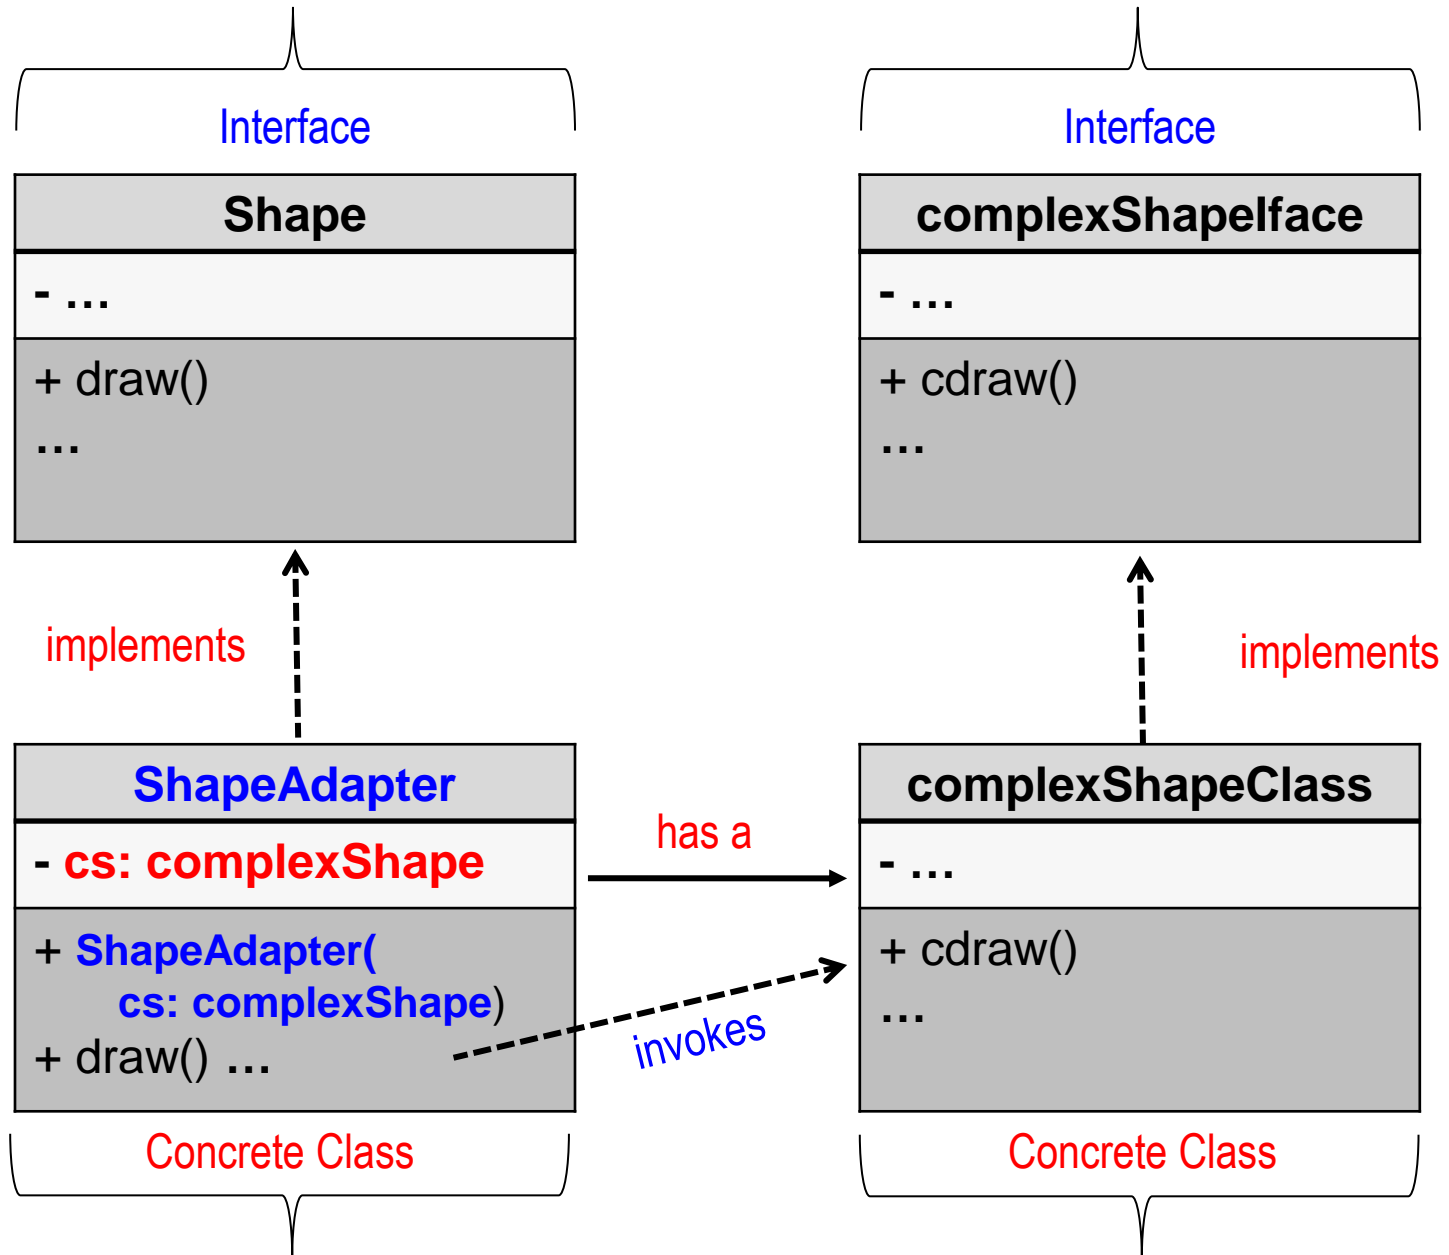 Interface
Shape
- …
+ draw()
…
Interface
complexShapeIface
- …
+ cdraw()
…
implements
implements
ShapeAdapter
- cs: complexShape
+ ShapeAdapter(
cs: complexShape)
+ draw() …
has a
invokes
complexShapeClass
- …
+ cdraw()
…
Concrete Class
Concrete Class